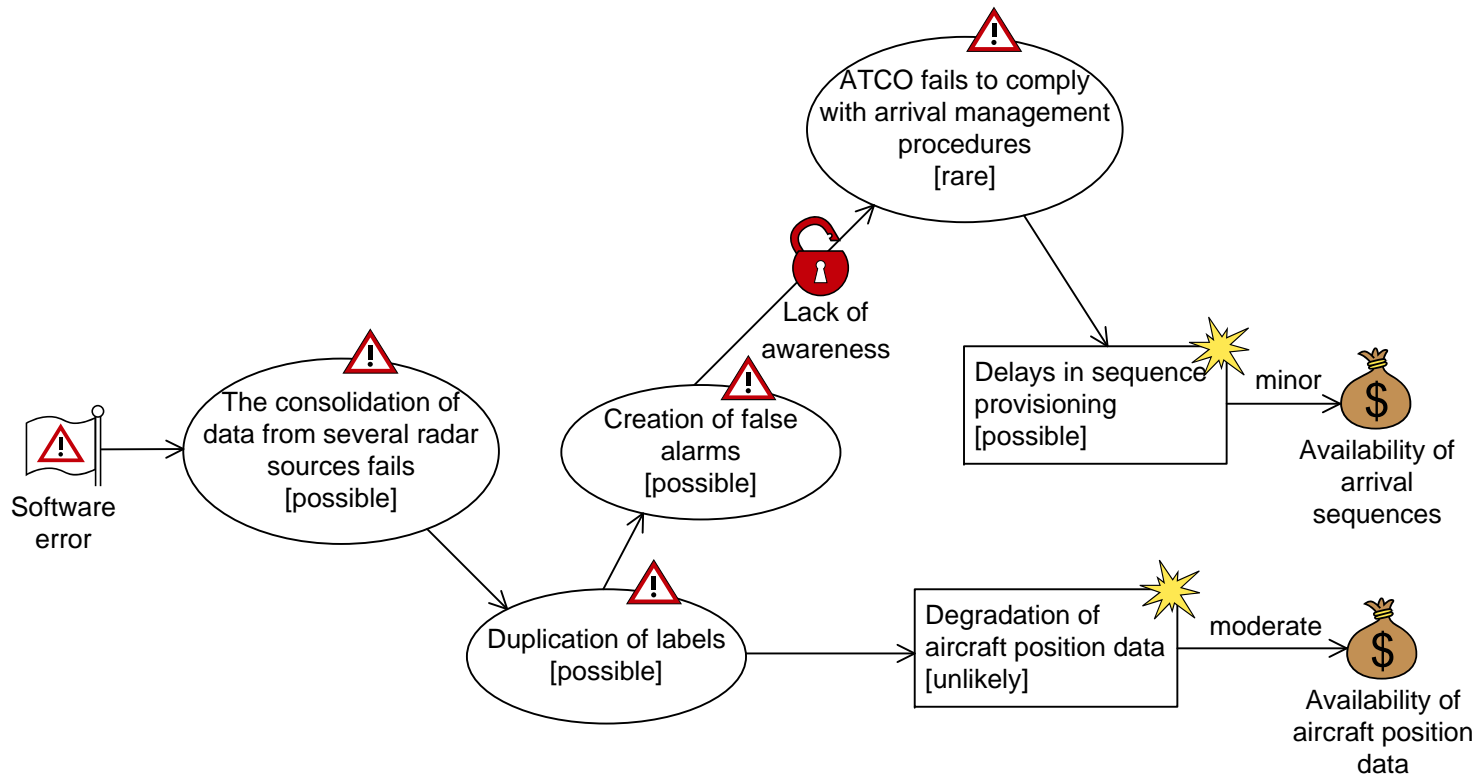 ATCO fails to comply
with arrival management
procedures
[rare]
Lack of
awareness
Delays in sequence
provisioning
[possible]
minor
$
Availability of
arrival
sequences
The consolidation of
data from several radar
sources fails
[possible]
Creation of false
alarms
[possible]
Software
error
Duplication of labels
[possible]
Degradation of
aircraft position data
[unlikely]
moderate
$
Availability of
aircraft position
data